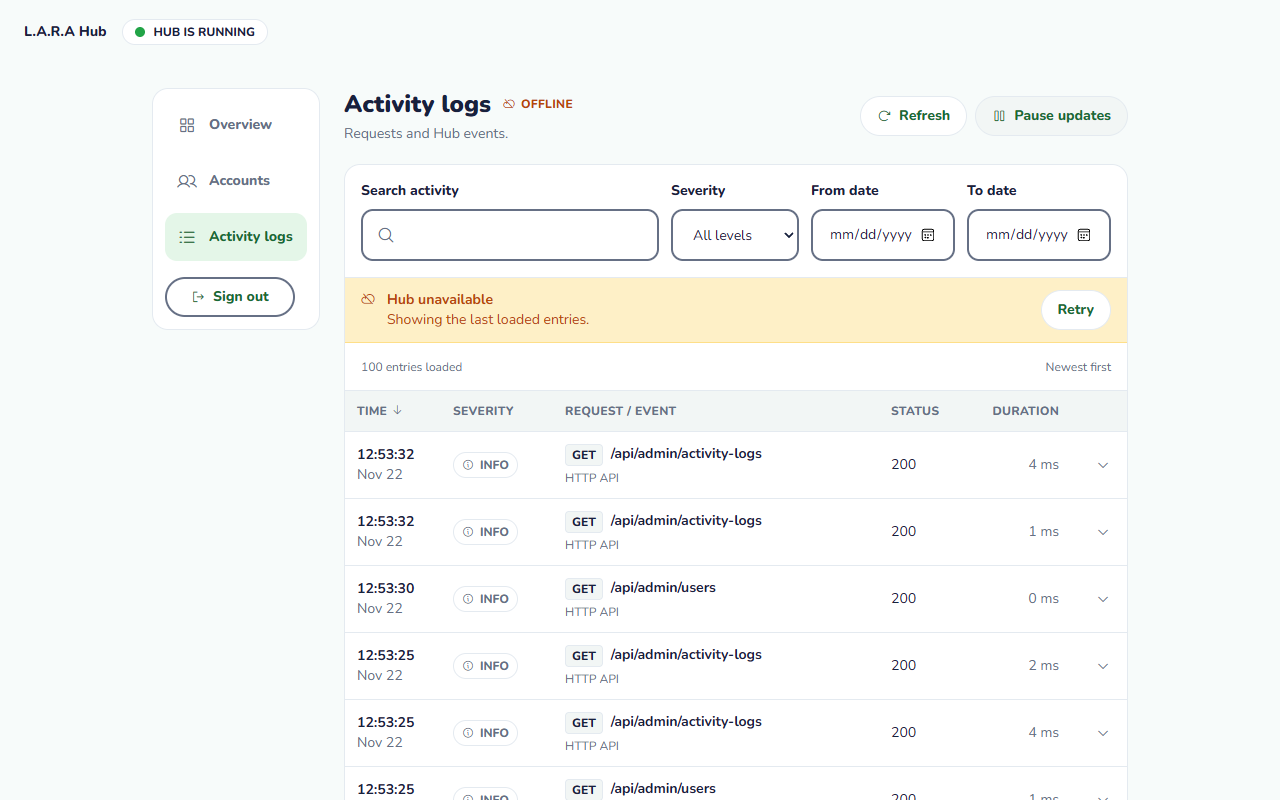 L.A.R.A Hub
HUB IS RUNNING
Overview
Accounts
Activity logs
Sign out
Activity logs
OFFLINE
Requests and Hub events.
Refresh
Pause updates
Search activity
Severity
From date
To date
All levels
mm/dd/yyyy
mm/dd/yyyy
Hub unavailable
Showing the last loaded entries.
Retry
100 entries loaded
Newest first
TIME SEVERITY REQUEST / EVENT STATUS DURATION
12:53:32
Nov 22
INFO
GET /api/admin/activity-logs
HTTP API
200
4 ms
12:53:32
Nov 22
INFO
GET /api/admin/activity-logs
HTTP API
200
1 ms
12:53:30
Nov 22
INFO
GET /api/admin/users
HTTP API
200
0 ms
12:53:25
Nov 22
INFO
GET /api/admin/activity-logs
HTTP API
200
2 ms
12:53:25
Nov 22
INFO
GET /api/admin/activity-logs
HTTP API
200
4 ms
12:53:25
INFO
GET /api/admin/users
200
1 ms